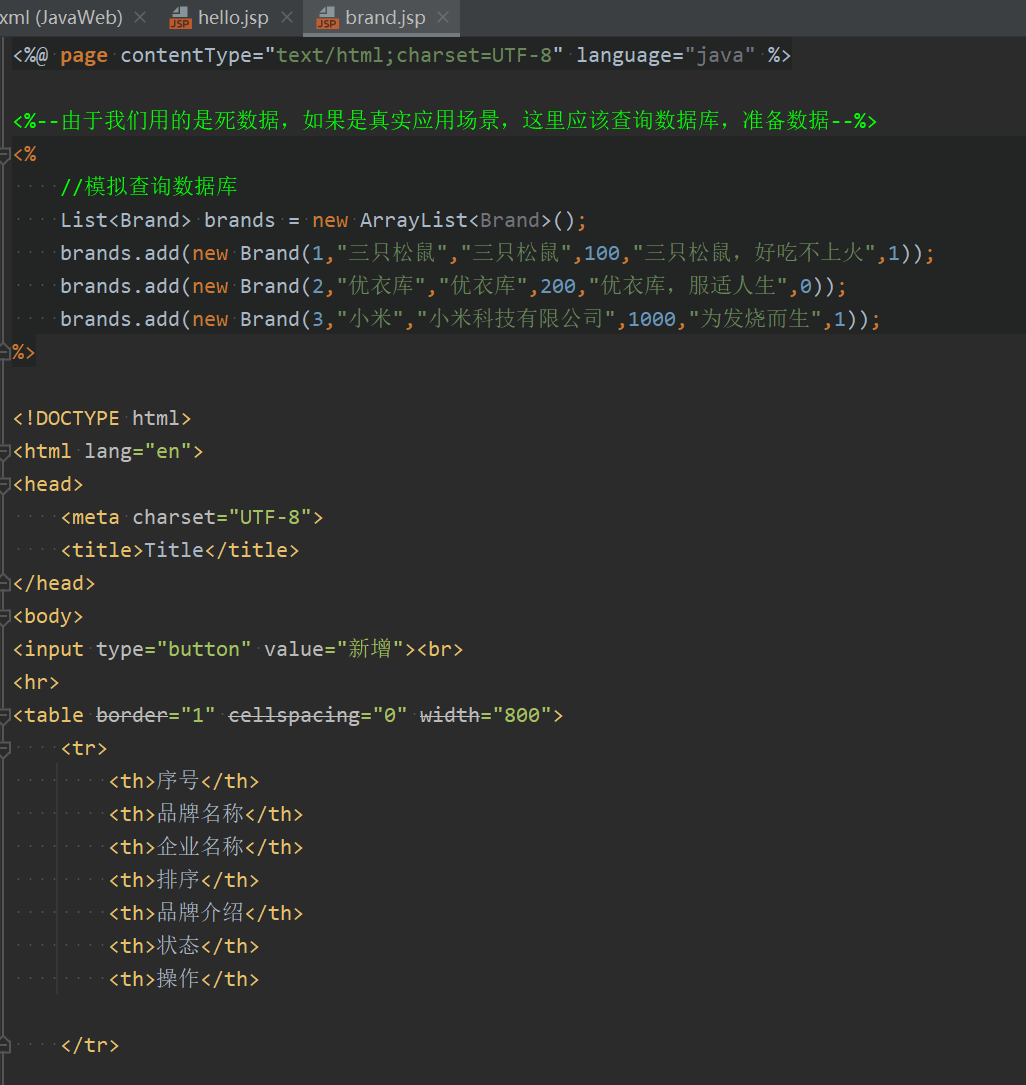 xml (JavaWeb) hello.jsp brand.jsp
<%@ page contentType="text/html;charset=UTF-8" language="java" %>
<%--由于我们用的是死数据，如果是真实应用场景，这里应该查询数据库，准备数据--%>
<%
//模拟查询数据库
List<Brand> brands = new ArrayList<Brand>();
brands.add(new Brand(1,"三只松鼠","三只松鼠",100,"三只松鼠，好吃不上火",1));
brands.add(new Brand(2,"优衣库","优衣库",200,"优衣库，服适人生",0));
brands.add(new Brand(3,"小米","小米科技有限公司",1000,"为发烧而生",1));
%>
<!DOCTYPE html>
<html lang="en">
<head>
<meta charset="UTF-8">
<title>Title</title>
</head>
<body>
<input type="button" value="新增"><br>
<hr>
<table border="1" cellspacing="0" width="800">
<tr>
<th>序号</th>
<th>品牌名称</th>
<th>企业名称</th>
<th>排序</th>
<th>品牌介绍</th>
<th>状态</th>
<th>操作</th>
</tr>